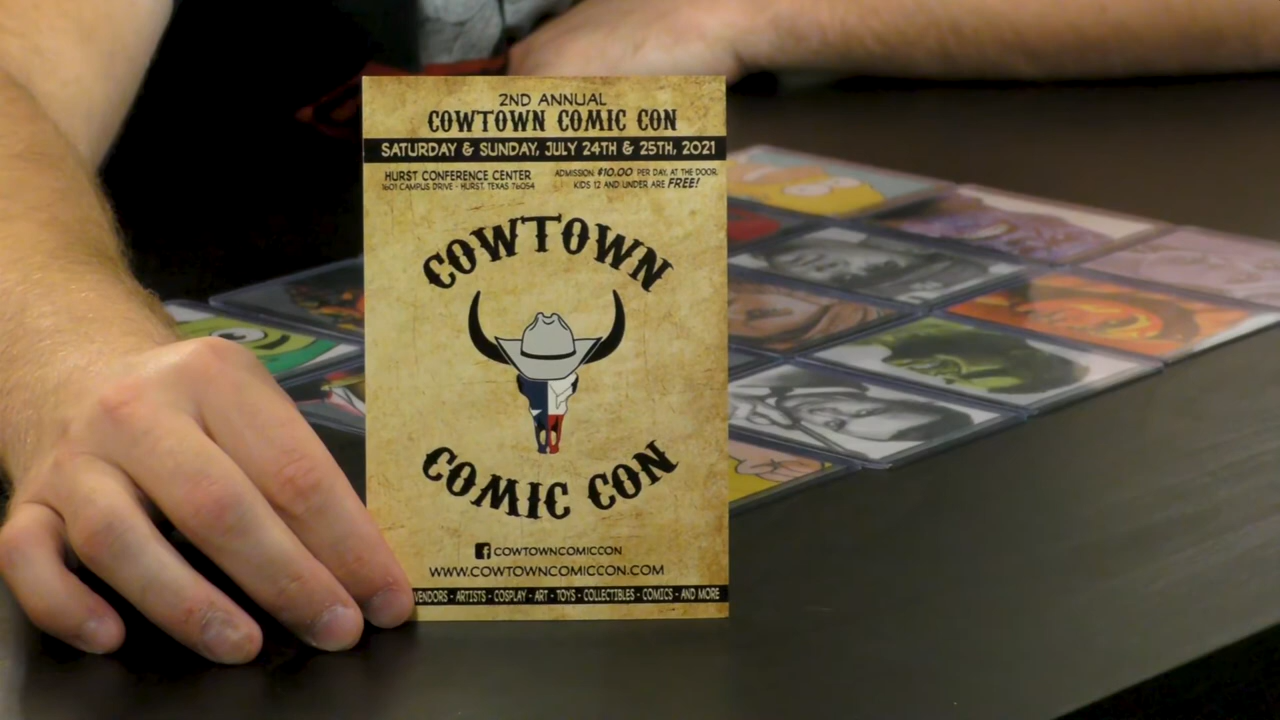 2ND ANNUAL
COWTOWN COMIC CON
SATURDAY & SUNDAY, JULY 24TH & 25TH, 2021
HURST CONFERENCE CENTER
1601 CAMPUS DRIVE - HURST, TEXAS 76054
ADMISSION $10.00 PER DAY, AT THE DOOR.
KIDS 12 AND UNDER ARE FREE!
COWTOWN
COMIC CON
f COWTOWNCOMICCON
WWW.COWTOWNCOMICCON.COM
VENDORS - ARTISTS - COSPLAY - ART - TOYS - COLLECTIBLES - COMICS - AND MORE